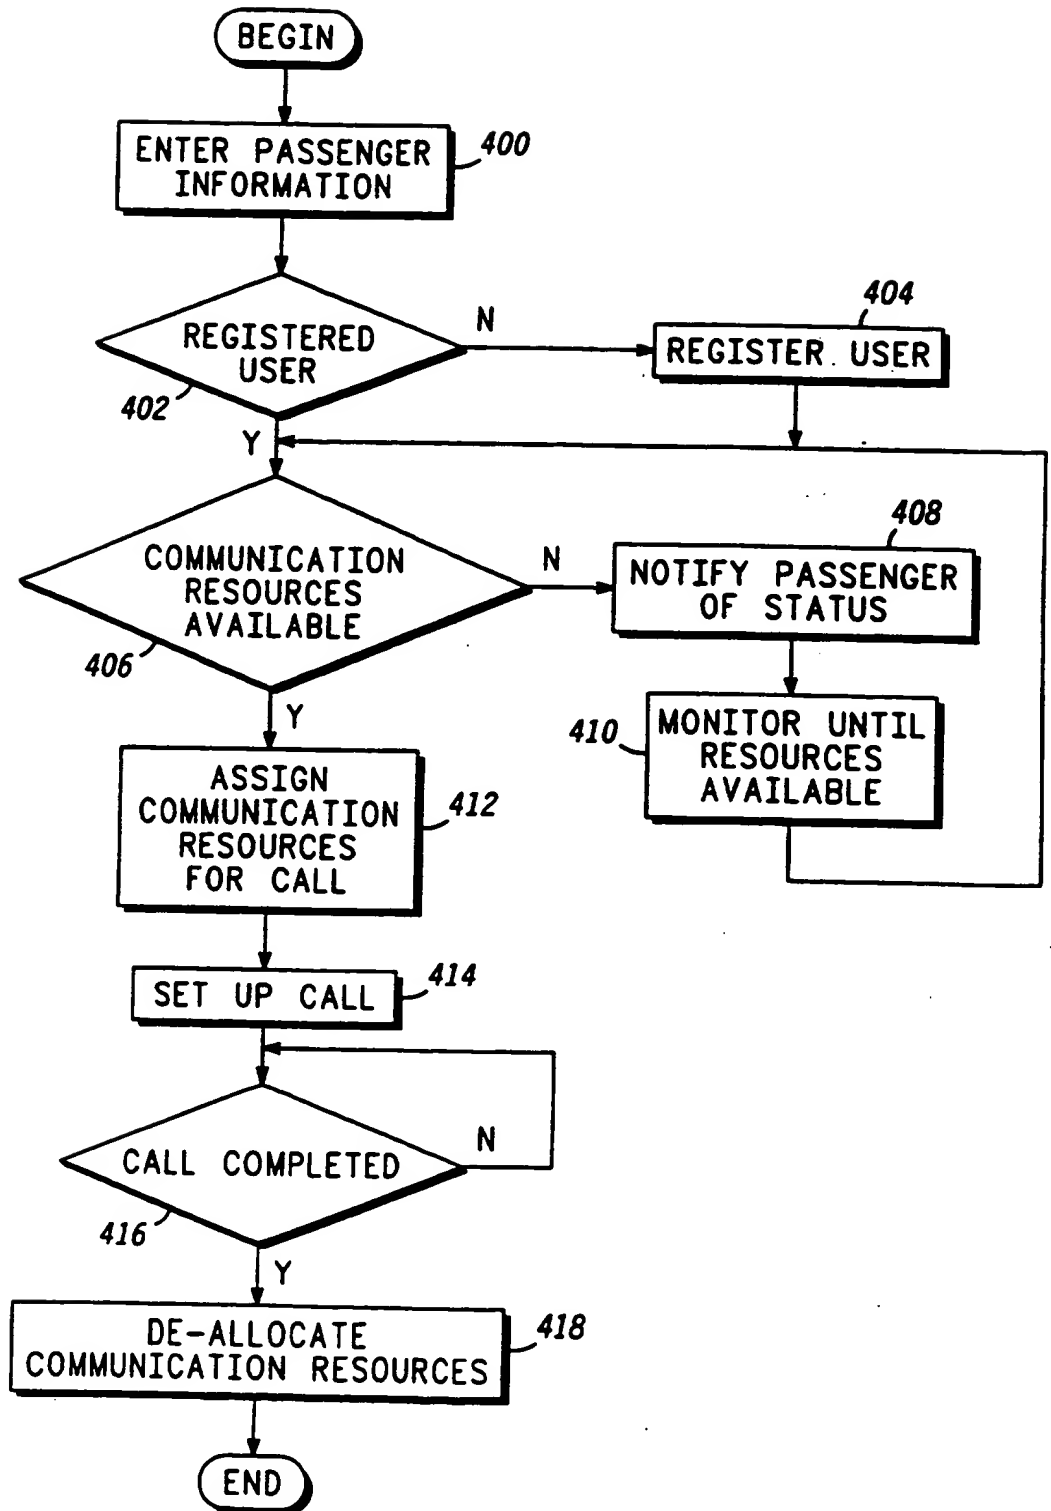 BEGIN
ENTER PASSENGER
INFORMATION
400
REGISTERED
USER
402
N
404
REGISTER USER
Y
COMMUNICATION
RESOURCES
AVAILABLE
406
N
408
NOTIFY PASSENGER
OF STATUS
410
MONITOR UNTIL
RESOURCES
AVAILABLE
Y
ASSIGN
COMMUNICATION
RESOURCES
FOR CALL
412
SET UP CALL
414
CALL COMPLETED
416
N
Y
DE-ALLOCATE
COMMUNICATION RESOURCES
418
END